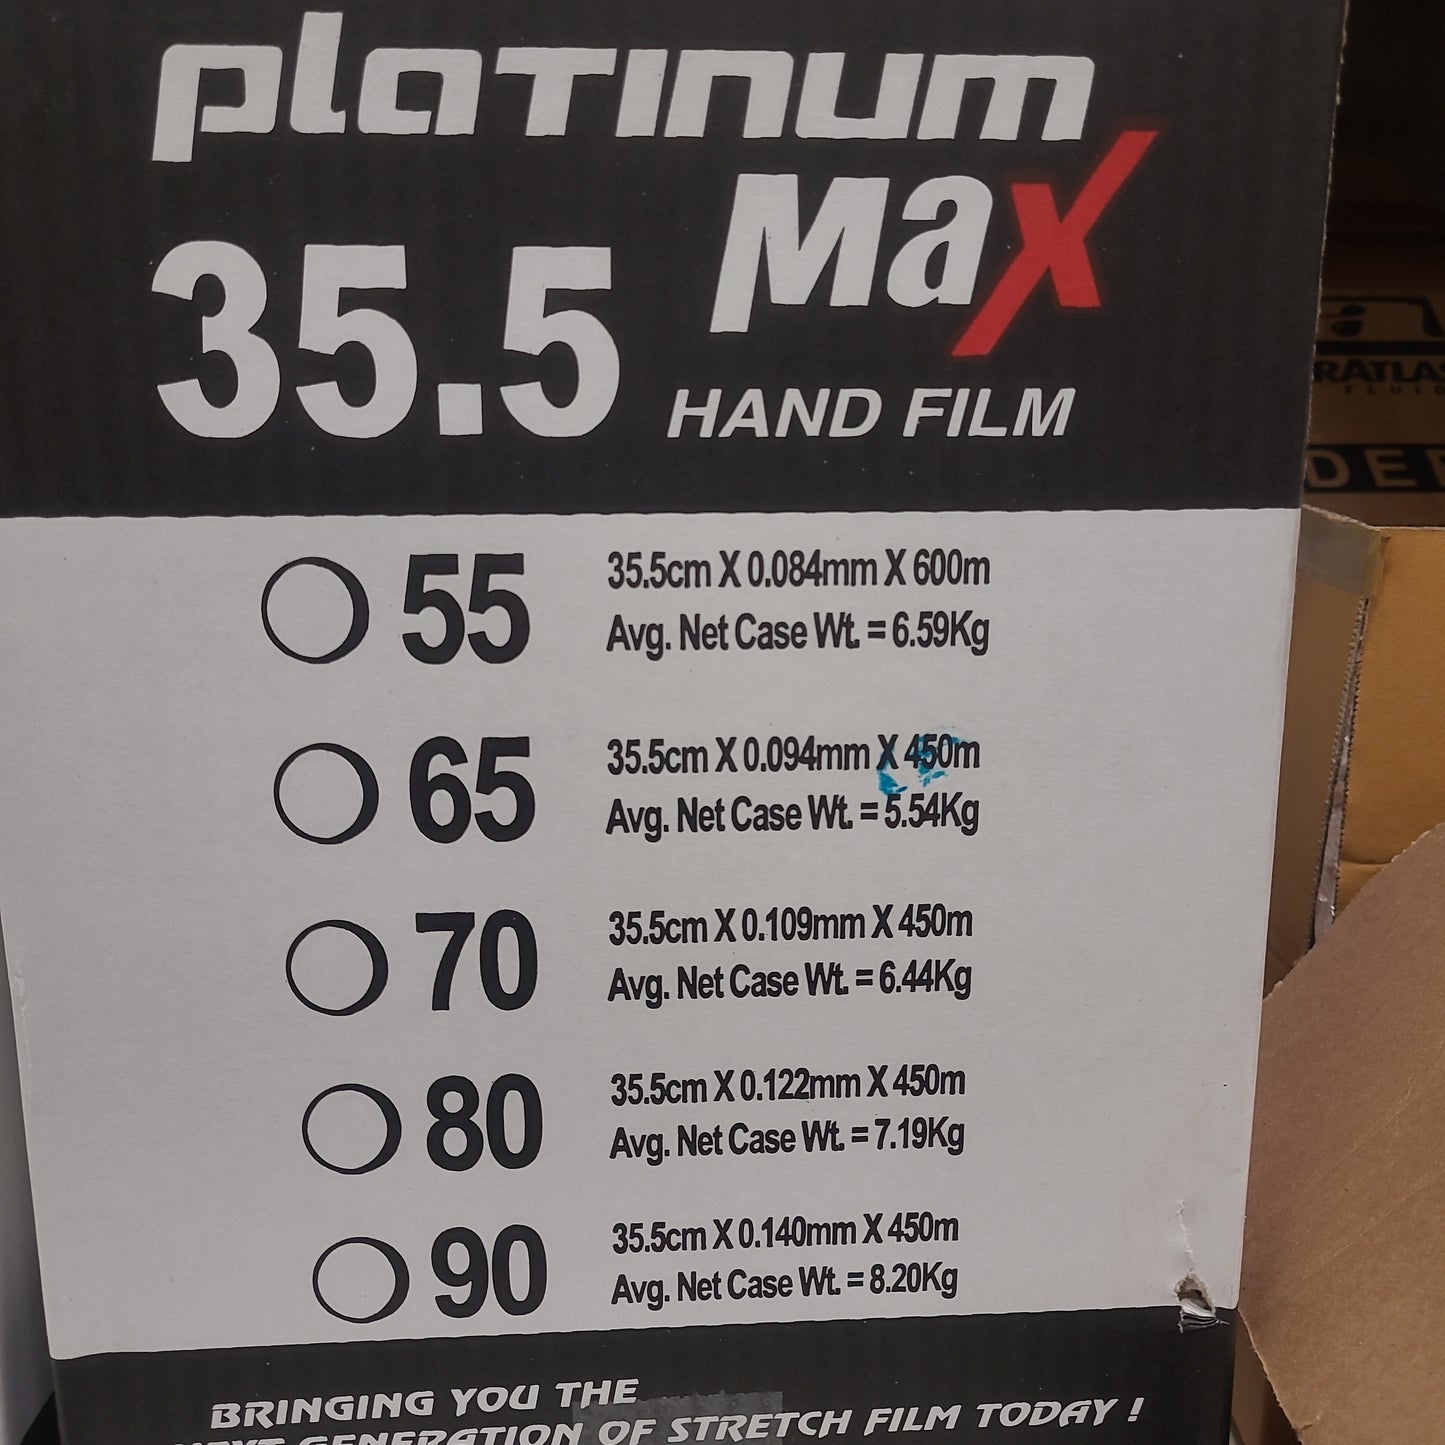 platinum
Max
35.5
HAND FILM
55
35.5cm X 0.084mm X 600m
Avg. Net Case Wt. = 6.59Kg
65
35.5cm X 0.094mm X 450m
Avg. Net Case Wt. = 5.54Kg
70
35.5cm X 0.109mm X 450m
Avg. Net Case Wt. = 6.44Kg
80
35.5cm X 0.122mm X 450m
Avg. Net Case Wt. = 7.19Kg
90
35.5cm X 0.140mm X 450m
Avg. Net Case Wt. = 8.20Kg
BRINGING YOU THE
NEXT GENERATION OF STRETCH FILM TODAY !